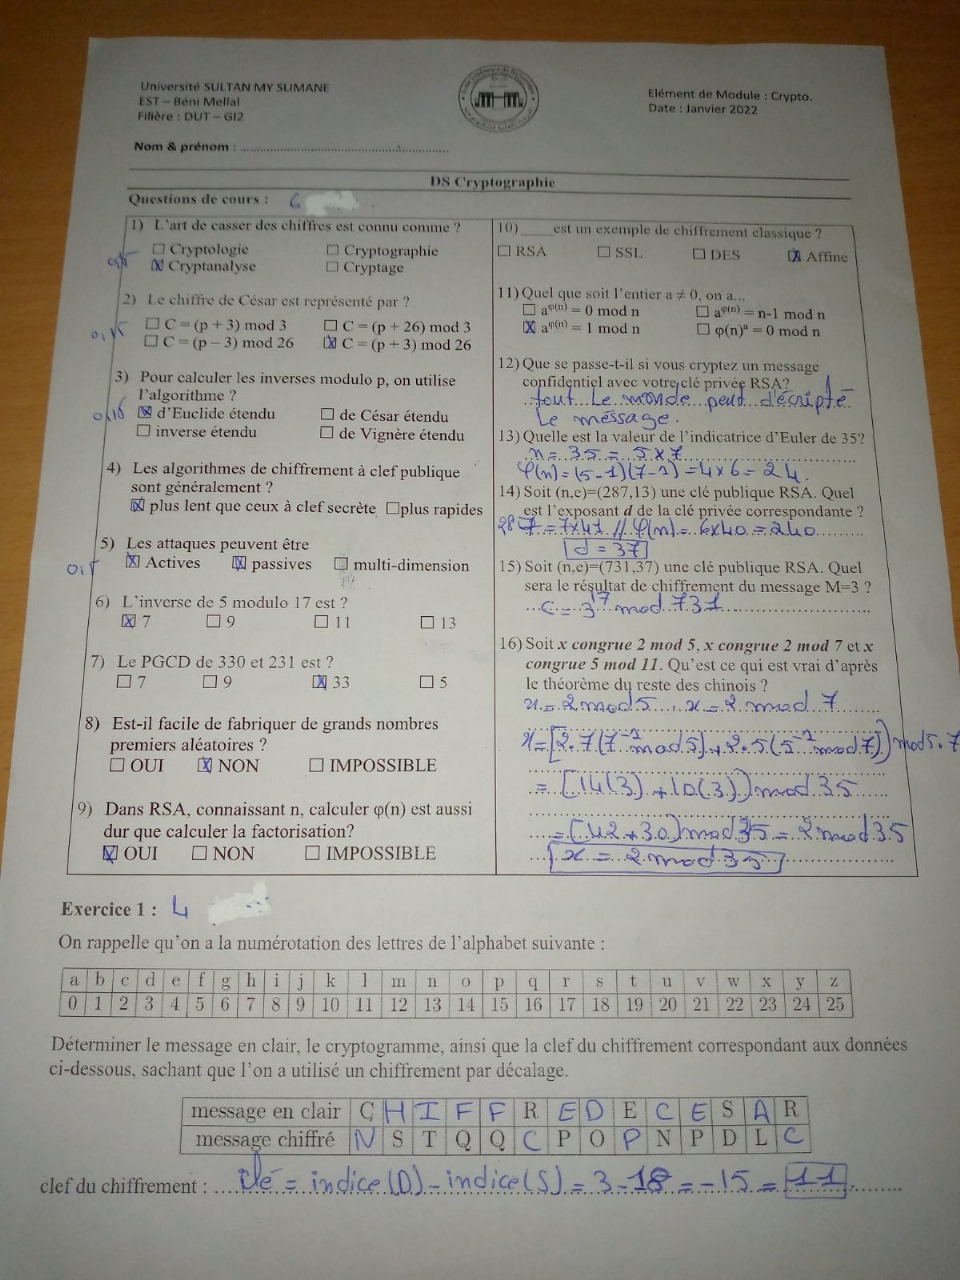 Université SULTAN MY SLIMANE
EST – Béni Mellal
Filière : DUT – GI2
Elément de Module : Crypto.
Date : Janvier 2022
Nom & prénom :
DS Cryptographie
Questions de cours : 6
1) L'art de casser des chiffres est connu comme ?
☐ Cryptologie ☐ Cryptographie
☒ Cryptanalyse ☐ Cryptage
2) Le chiffre de César est représenté par ?
☐ C = (p + 3) mod 3 ☐ C = (p + 26) mod 3
☐ C = (p – 3) mod 26 ☒ C = (p + 3) mod 26
3) Pour calculer les inverses modulo p, on utilise
l'algorithme ?
☒ d'Euclide étendu ☐ de César étendu
☐ inverse étendu ☐ de Vignère étendu
4) Les algorithmes de chiffrement à clef publique
sont généralement ?
☒ plus lent que ceux à clef secrète ☐ plus rapides
5) Les attaques peuvent être
☒ Actives ☒ passives ☐ multi-dimension
6) L'inverse de 5 modulo 17 est ?
☒ 7 ☐ 9 ☐ 11 ☐ 13
7) Le PGCD de 330 et 231 est ?
☐ 7 ☐ 9 ☒ 33 ☐ 5
8) Est-il facile de fabriquer de grands nombres
premiers aléatoires ?
☐ OUI ☒ NON ☐ IMPOSSIBLE
9) Dans RSA, connaissant n, calculer φ(n) est aussi
dur que calculer la factorisation?
☒ OUI ☐ NON ☐ IMPOSSIBLE
10) ____ est un exemple de chiffrement classique ?
☐ RSA ☐ SSL ☐ DES ☒ Affine
11) Quel que soit l'entier a ≠ 0, on a...
☐ a^φ(n) = 0 mod n ☐ a^φ(n) = n-1 mod n
☒ a^φ(n) = 1 mod n ☐ φ(n)^a = 0 mod n
12) Que se passe-t-il si vous cryptez un message
confidentiel avec votre clé privée RSA?
tout le monde peut décripté
le message.
13) Quelle est la valeur de l'indicatrice d'Euler de 35?
n = 35 = 5 x 7
φ(n) = (5-1)(7-1) = 4 x 6 = 24.
14) Soit (n,e)=(287,13) une clé publique RSA. Quel
est l'exposant d de la clé privée correspondante ?
287 = 7x41 // φ(n) = 6x40 = 240
d = 37
15) Soit (n,e)=(731,37) une clé publique RSA. Quel
sera le résultat de chiffrement du message M=3 ?
16) Soit x congrue 2 mod 5, x congrue 2 mod 7 et x
congrue 5 mod 11. Qu'est ce qui est vrai d'après
le théorème du reste des chinois ?
x = 2 mod 5 , x = 2 mod 7
x = [2.7(7^-1 mod 5) + 2.5(5^-1 mod 7)] mod 5.7
= [14(3) + 10(3)] mod 35
= (42 + 30) mod 35 = 2 mod 35
x = 2 mod 35
Exercice 1 : 4
On rappelle qu'on a la numérotation des lettres de l'alphabet suivante :
a b c d e f g h i j k l m n o p q r s t u v w x y z
0 1 2 3 4 5 6 7 8 9 10 11 12 13 14 15 16 17 18 19 20 21 22 23 24 25
Déterminer le message en clair, le cryptogramme, ainsi que la clef du chiffrement correspondant aux données
ci-dessous, sachant que l'on a utilisé un chiffrement par décalage.
message en clair C H I F F R E D E C E S A R
message chiffré N S T Q Q C P O P N P D L C
clef du chiffrement : clé = indice(D) - indice(S) = 3 - 18 = -15 = 11